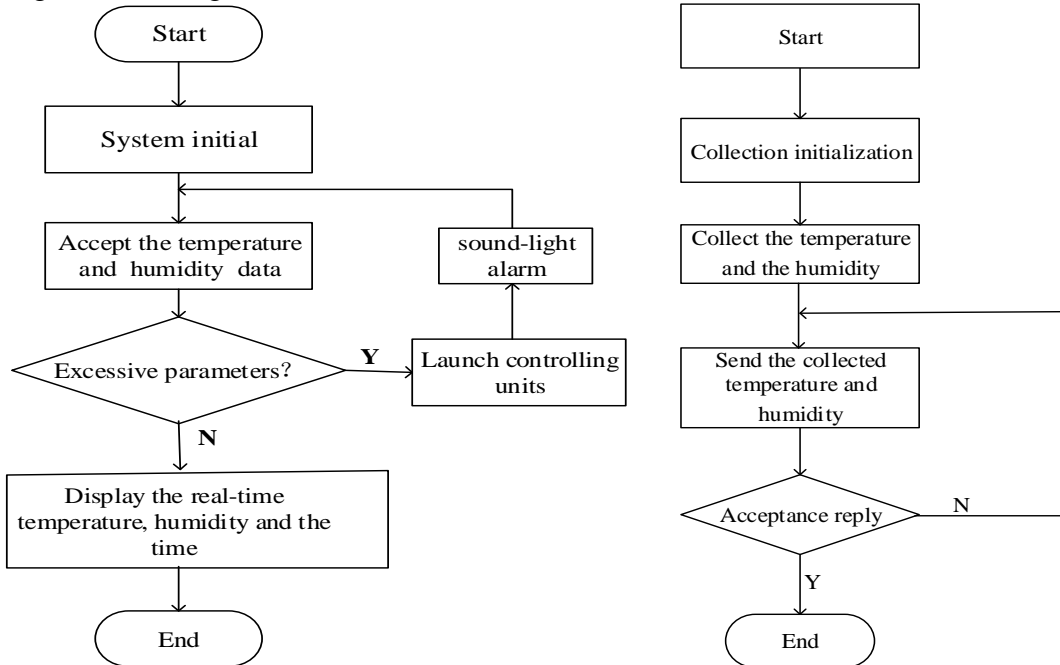 Start
System initial
Accept the temperature
and humidity data
Excessive parameters?
Y
Launch controlling
units
sound-light
alarm
N
Display the real-time
temperature, humidity and the
time
End
Start
Collection initialization
Collect the temperature
and the humidity
Send the collected
temperature and
humidity
Acceptance reply
N
Y
End